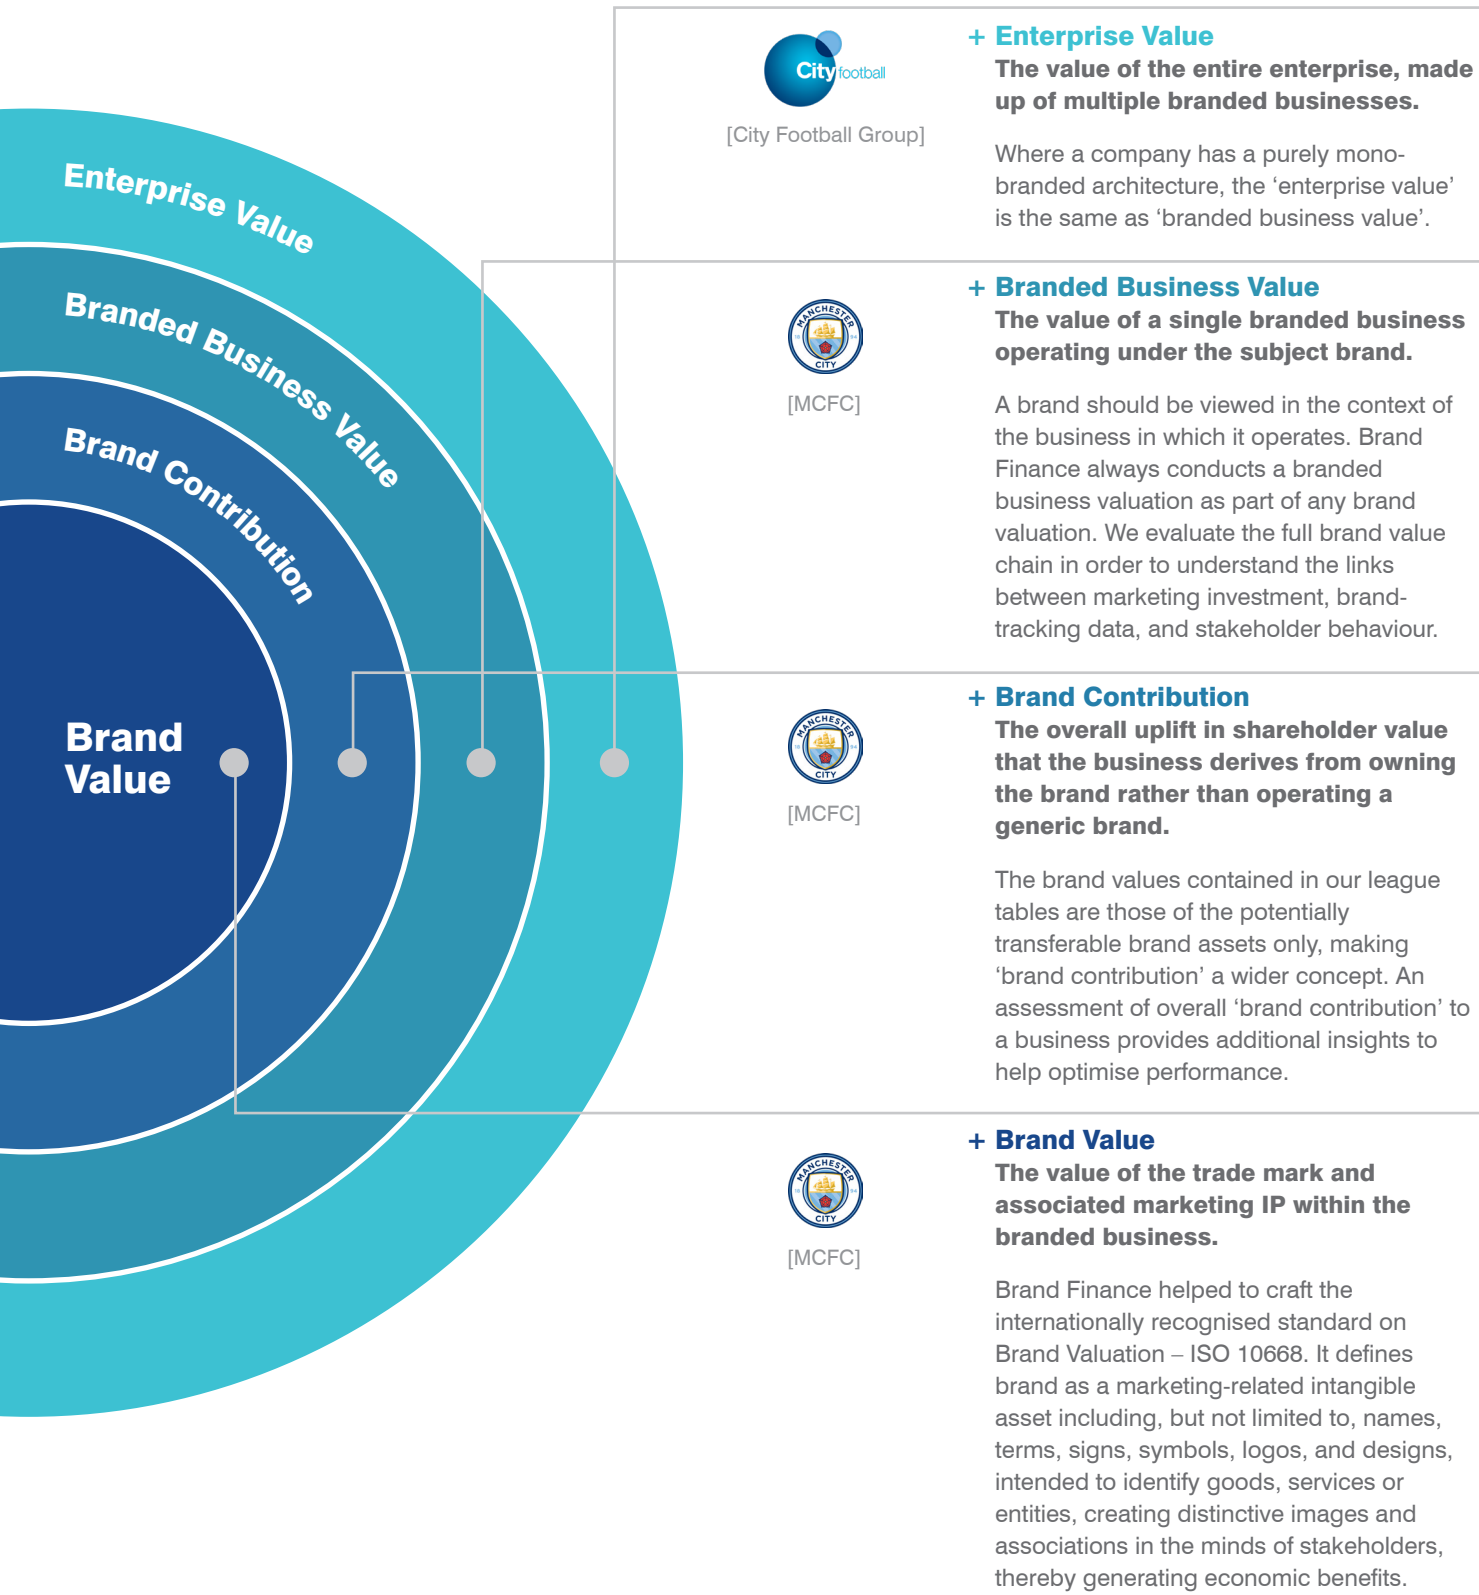 Enterprise Value
Branded Business Value
Brand Contribution
Brand
Value
City football
[City Football Group]
+ Enterprise Value
The value of the entire enterprise, made
up of multiple branded businesses.
Where a company has a purely mono-
branded architecture, the ‘enterprise value’
is the same as ‘branded business value’.
MANCHESTER
18 94
CITY
[MCFC]
+ Branded Business Value
The value of a single branded business
operating under the subject brand.
A brand should be viewed in the context of
the business in which it operates. Brand
Finance always conducts a branded
business valuation as part of any brand
valuation. We evaluate the full brand value
chain in order to understand the links
between marketing investment, brand-
tracking data, and stakeholder behaviour.
MANCHESTER
18 94
CITY
[MCFC]
+ Brand Contribution
The overall uplift in shareholder value
that the business derives from owning
the brand rather than operating a
generic brand.
The brand values contained in our league
tables are those of the potentially
transferable brand assets only, making
‘brand contribution’ a wider concept. An
assessment of overall ‘brand contribution’ to
a business provides additional insights to
help optimise performance.
MANCHESTER
18 94
CITY
[MCFC]
+ Brand Value
The value of the trade mark and
associated marketing IP within the
branded business.
Brand Finance helped to craft the
internationally recognised standard on
Brand Valuation – ISO 10668. It defines
brand as a marketing-related intangible
asset including, but not limited to, names,
terms, signs, symbols, logos, and designs,
intended to identify goods, services or
entities, creating distinctive images and
associations in the minds of stakeholders,
thereby generating economic benefits.